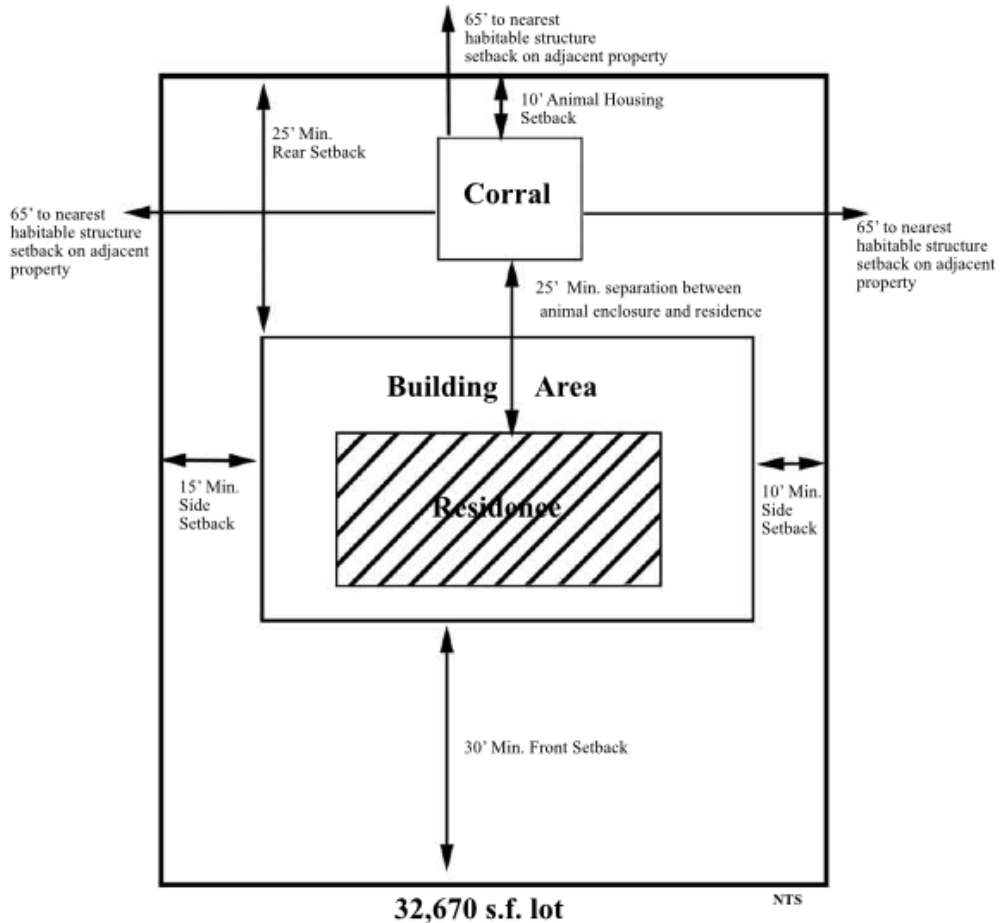 65’ to nearest
habitable structure
setback on adjacent property
10’ Animal Housing
Setback
25’ Min.
Rear Setback
Corral
65’ to nearest
habitable structure
setback on adjacent
property
65’ to nearest
habitable structure
setback on adjacent
property
25’ Min. separation between
animal enclosure and residence
Building Area
Residence
15’ Min.
Side
Setback
10’ Min.
Side
Setback
30’ Min. Front Setback
32,670 s.f. lot
NTS